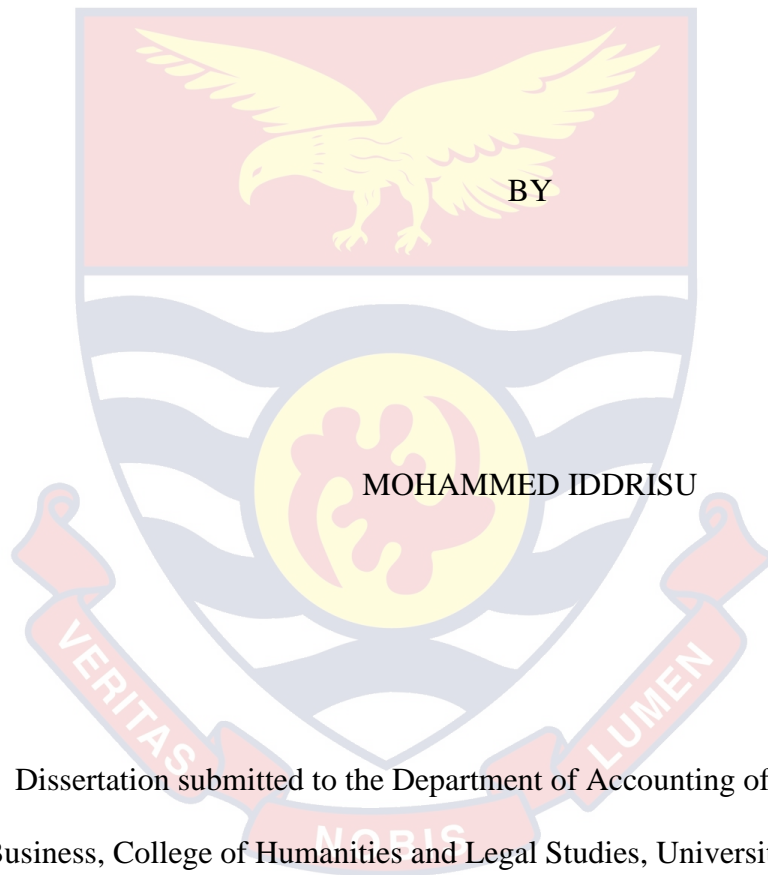 BY
MOHAMMED IDDRISU
VERITAS NOBIS LUMEN
Dissertation submitted to the Department of Accounting of
Business, College of Humanities and Legal Studies, Universit